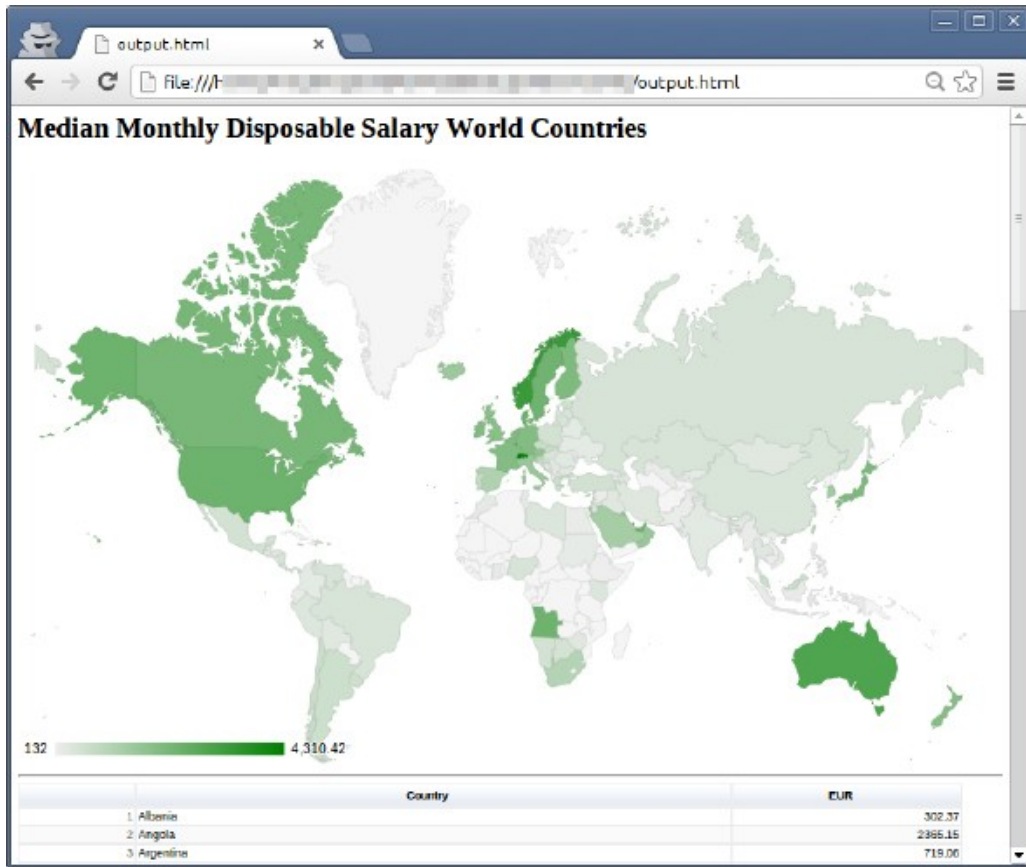 output.html
file:///h /output.html
Median Monthly Disposable Salary World Countries
132 4,310.42
Country EUR
1 Albania 302.37
2 Angola 2365.15
3 Argentina 719.06